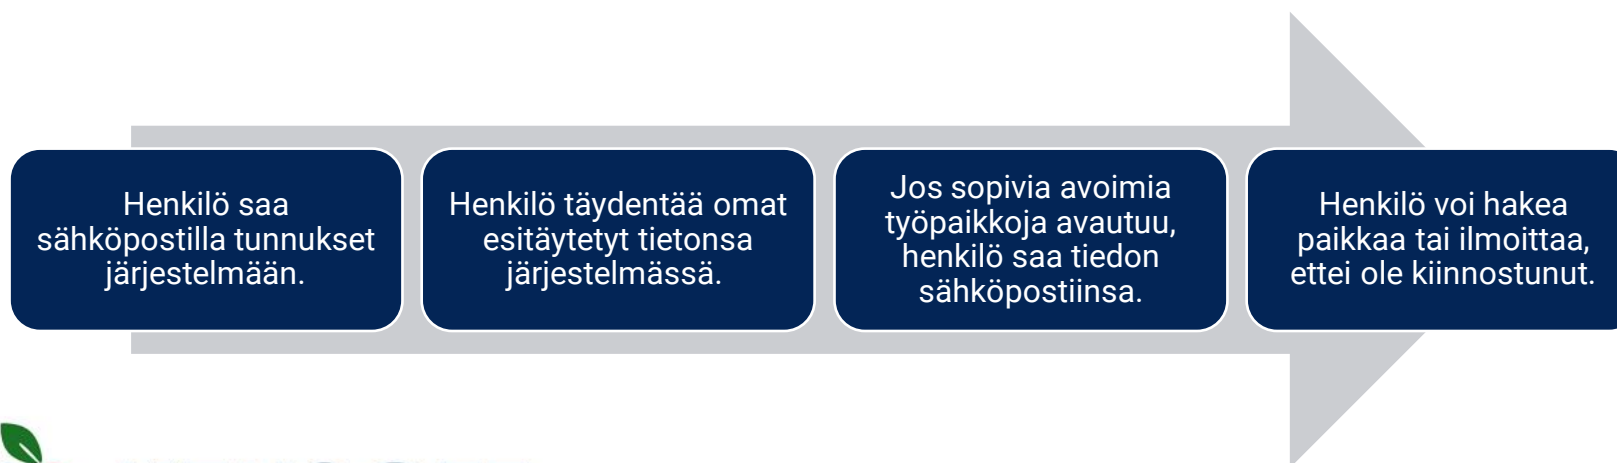 Henkilö saa
sähköpostilla tunnukset
järjestelmään.
Henkilö täydentää omat
esitäytetyt tietonsa
järjestelmässä.
Jos sopivia avoimia
työpaikkoja avautuu,
henkilö saa tiedon
sähköpostiinsa.
Henkilö voi hakea
paikkaa tai ilmoittaa,
ettei ole kiinnostunut.